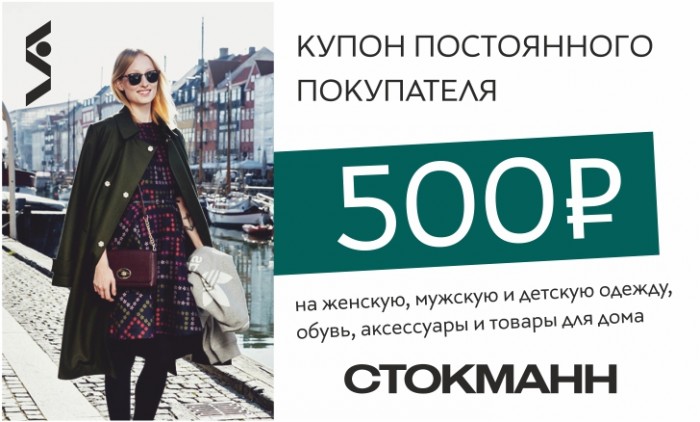 КУПОН ПОСТОЯННОГО
ПОКУПАТЕЛЯ
500₽
на женскую, мужскую и детскую одежду,
обувь, аксессуары и товары для дома
СТОКМАНН